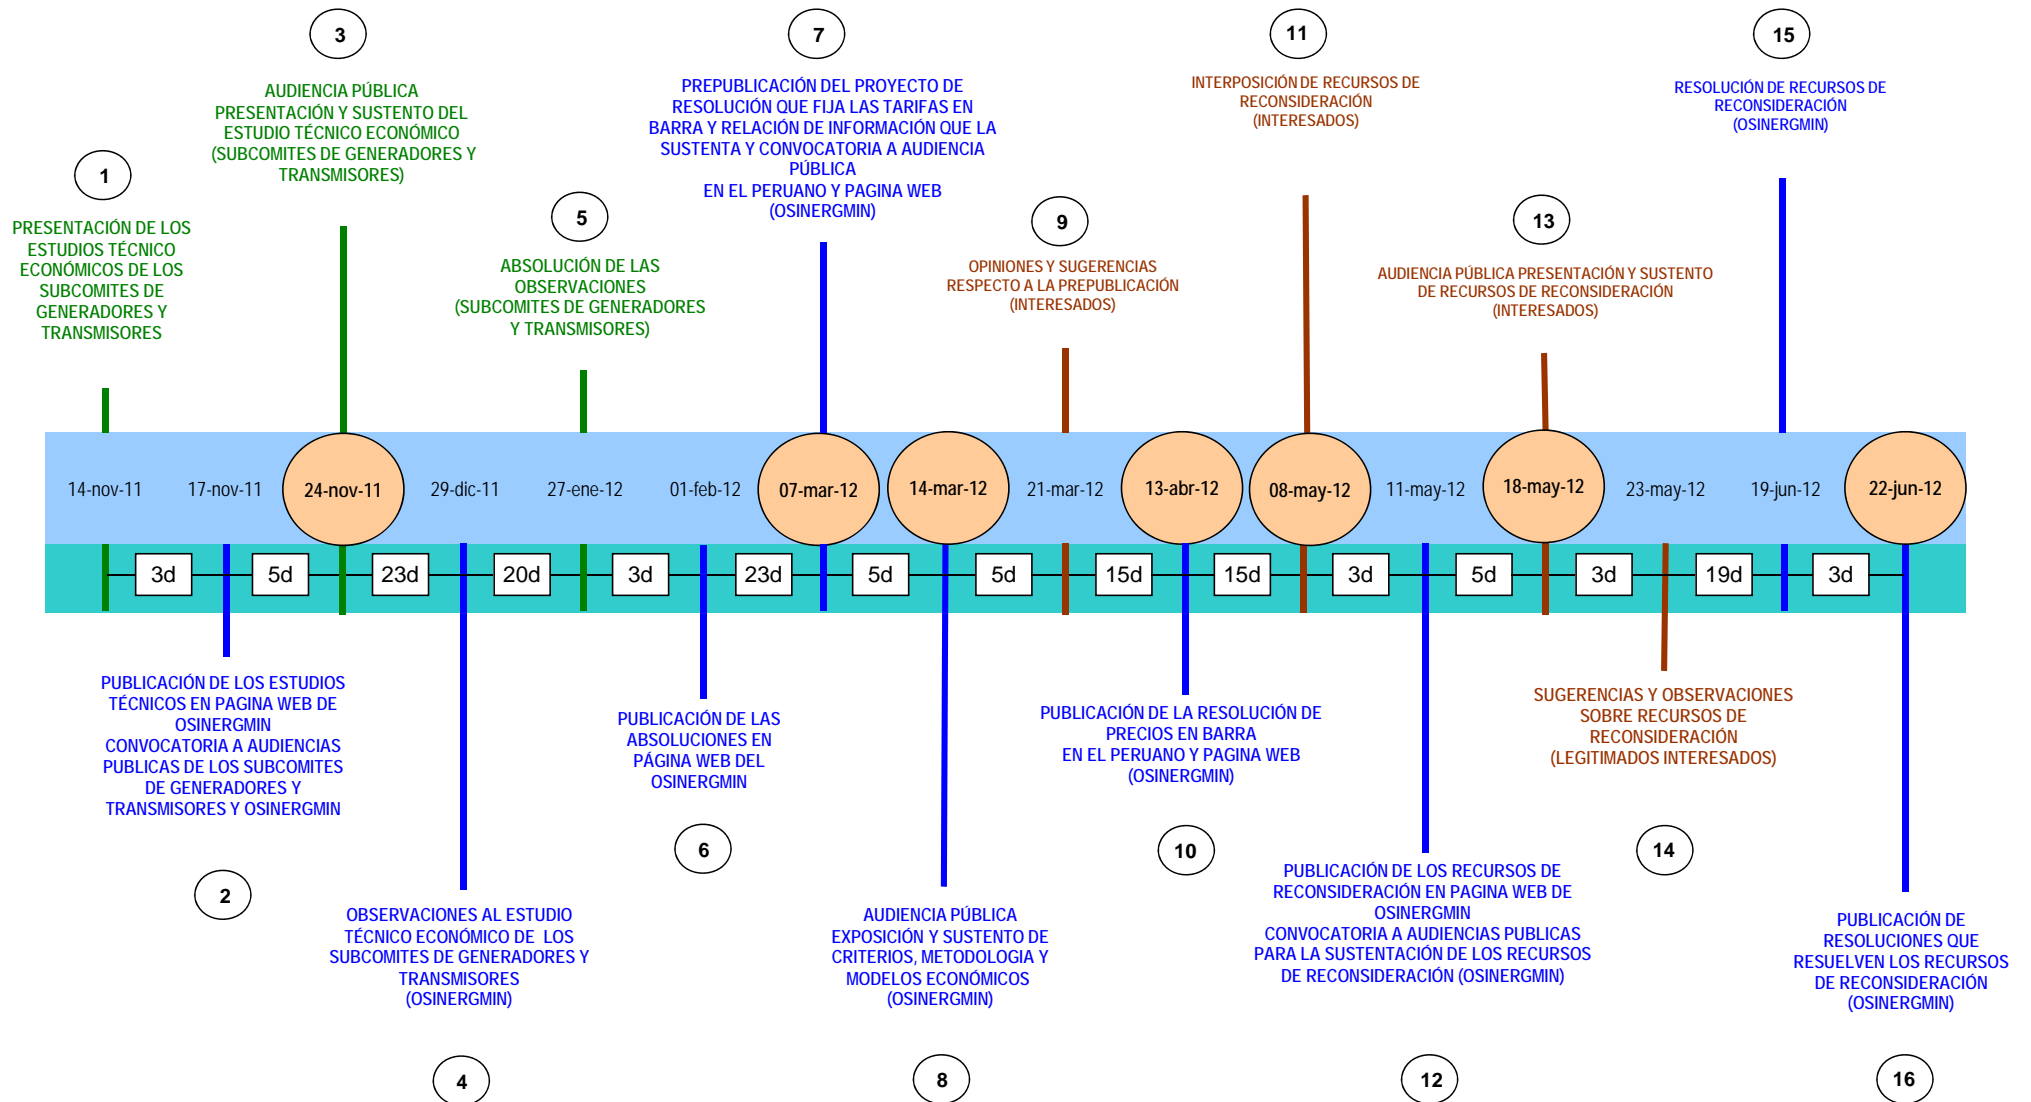 3
AUDIENCIA PÚBLICA
PRESENTACIÓN Y SUSTENTO DEL
ESTUDIO TÉCNICO ECONÓMICO
(SUBCOMITES DE GENERADORES Y
TRANSMISORES)
7
PREPUBLICACIÓN DEL PROYECTO DE
RESOLUCIÓN QUE FIJA LAS TARIFAS EN
BARRA Y RELACIÓN DE INFORMACIÓN QUE LA
SUSTENTA Y CONVOCATORIA A AUDIENCIA
PÚBLICA
EN EL PERUANO Y PAGINA WEB
(OSINERGMIN)
11
INTERPOSICIÓN DE RECURSOS DE
RECONSIDERACIÓN
(INTERESADOS)
15
RESOLUCIÓN DE RECURSOS DE
RECONSIDERACIÓN
(OSINERGMIN)
1
PRESENTACIÓN DE LOS
ESTUDIOS TÉCNICO
ECONÓMICOS DE LOS
SUBCOMITES DE
GENERADORES Y
TRANSMISORES
5
ABSOLUCIÓN DE LAS
OBSERVACIONES
(SUBCOMITES DE GENERADORES
Y TRANSMISORES)
9
OPINIONES Y SUGERENCIAS
RESPECTO A LA PREPUBLICACIÓN
(INTERESADOS)
13
AUDIENCIA PÚBLICA PRESENTACIÓN Y SUSTENTO
DE RECURSOS DE RECONSIDERACIÓN
(INTERESADOS)
14-nov-11 17-nov-11 24-nov-11 29-dic-11 27-ene-12 01-feb-12 07-mar-12 14-mar-12 21-mar-12 13-abr-12 08-may-12 11-may-12 18-may-12 23-may-12 19-jun-12 22-jun-12
3d 5d 23d 20d 3d 23d 5d 5d 15d 15d 3d 5d 3d 19d 3d
PUBLICACIÓN DE LOS ESTUDIOS
TÉCNICOS EN PAGINA WEB DE
OSINERGMIN
CONVOCATORIA A AUDIENCIAS
PUBLICAS DE LOS SUBCOMITES
DE GENERADORES Y
TRANSMISORES Y OSINERGMIN
2
OBSERVACIONES AL ESTUDIO
TÉCNICO ECONÓMICO DE LOS
SUBCOMITES DE GENERADORES Y
TRANSMISORES
(OSINERGMIN)
4
PUBLICACIÓN DE LAS
ABSOLUCIONES EN
PÁGINA WEB DEL
OSINERGMIN
6
AUDIENCIA PÚBLICA
EXPOSICIÓN Y SUSTENTO DE
CRITERIOS, METODOLOGIA Y
MODELOS ECONÓMICOS
(OSINERGMIN)
8
PUBLICACIÓN DE LA RESOLUCIÓN DE
PRECIOS EN BARRA
EN EL PERUANO Y PAGINA WEB
(OSINERGMIN)
10
PUBLICACIÓN DE LOS RECURSOS DE
RECONSIDERACIÓN EN PAGINA WEB DE
OSINERGMIN
CONVOCATORIA A AUDIENCIAS PUBLICAS
PARA LA SUSTENTACIÓN DE LOS RECURSOS
DE RECONSIDERACIÓN (OSINERGMIN)
12
SUGERENCIAS Y OBSERVACIONES
SOBRE RECURSOS DE
RECONSIDERACIÓN
(LEGITIMADOS INTERESADOS)
14
PUBLICACIÓN DE
RESOLUCIONES QUE
RESUELVEN LOS RECURSOS
DE RECONSIDERACIÓN
(OSINERGMIN)
16